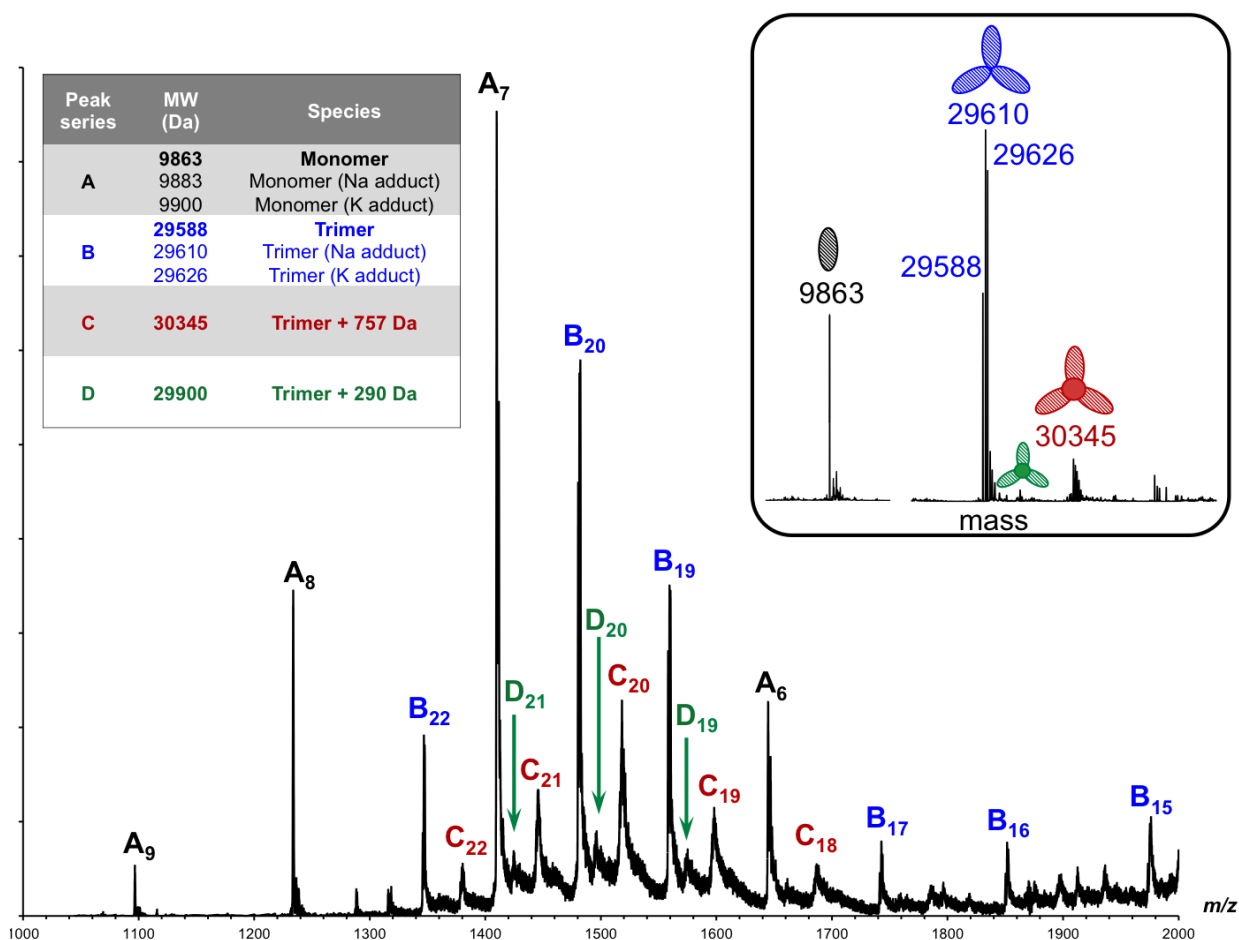 Peak series MW (Da) Species
A 9863 Monomer
9883 Monomer (Na adduct)
9900 Monomer (K adduct)
B 29588 Trimer
29610 Trimer (Na adduct)
29626 Trimer (K adduct)
C 30345 Trimer + 757 Da
D 29900 Trimer + 290 Da
29610
29626
29588
9863
30345
mass
A9
A8
B22
C22
A7
D21
C21
B20
D20
C20
B19
D19
C19
A6
C18
B17
B16
B15
1000 1100 1200 1300 1400 1500 1600 1700 1800 1900 2000
m/z